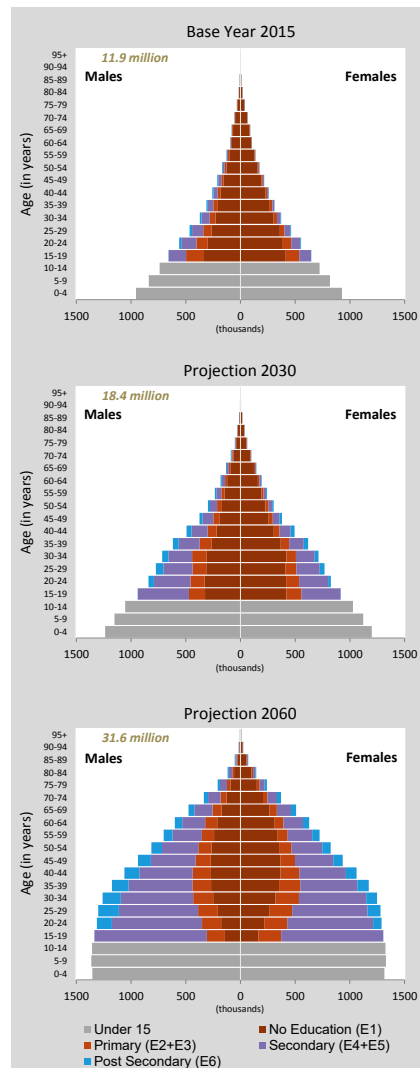 Base Year 2015
11.9 million
Males
Females
Age (in years)
95+
90-94
85-89
80-84
75-79
70-74
65-69
60-64
55-59
50-54
45-49
40-44
35-39
30-34
25-29
20-24
15-19
10-14
5-9
0-4
1500 1000 500 0 500 1000 1500
(thousands)
Projection 2030
18.4 million
Males
Females
Age (in years)
95+
90-94
85-89
80-84
75-79
70-74
65-69
60-64
55-59
50-54
45-49
40-44
35-39
30-34
25-29
20-24
15-19
10-14
5-9
0-4
1500 1000 500 0 500 1000 1500
(thousands)
Projection 2060
31.6 million
Males
Females
Age (in years)
95+
90-94
85-89
80-84
75-79
70-74
65-69
60-64
55-59
50-54
45-49
40-44
35-39
30-34
25-29
20-24
15-19
10-14
5-9
0-4
1500 1000 500 0 500 1000 1500
(thousands)
Under 15 No Education (E1)
Primary (E2+E3) Secondary (E4+E5)
Post Secondary (E6)